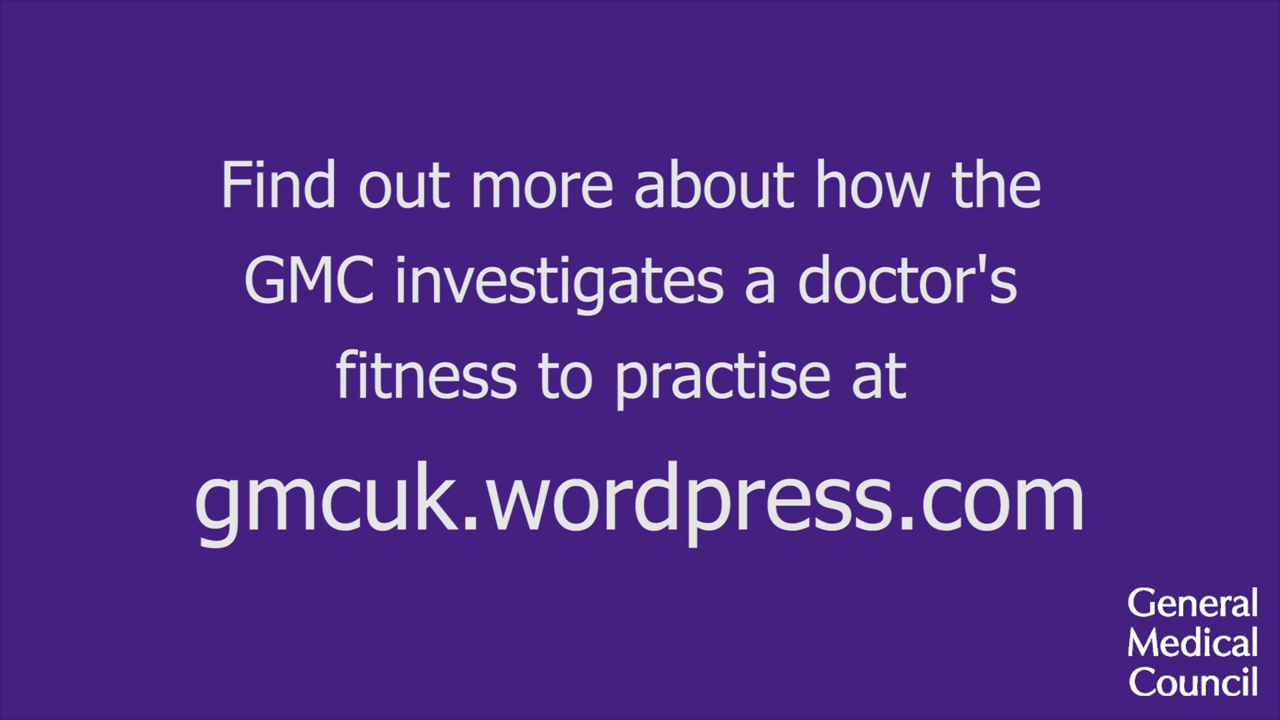 Find out more about how the
GMC investigates a doctor's
fitness to practise at
gmcuk.wordpress.com
General
Medical
Council